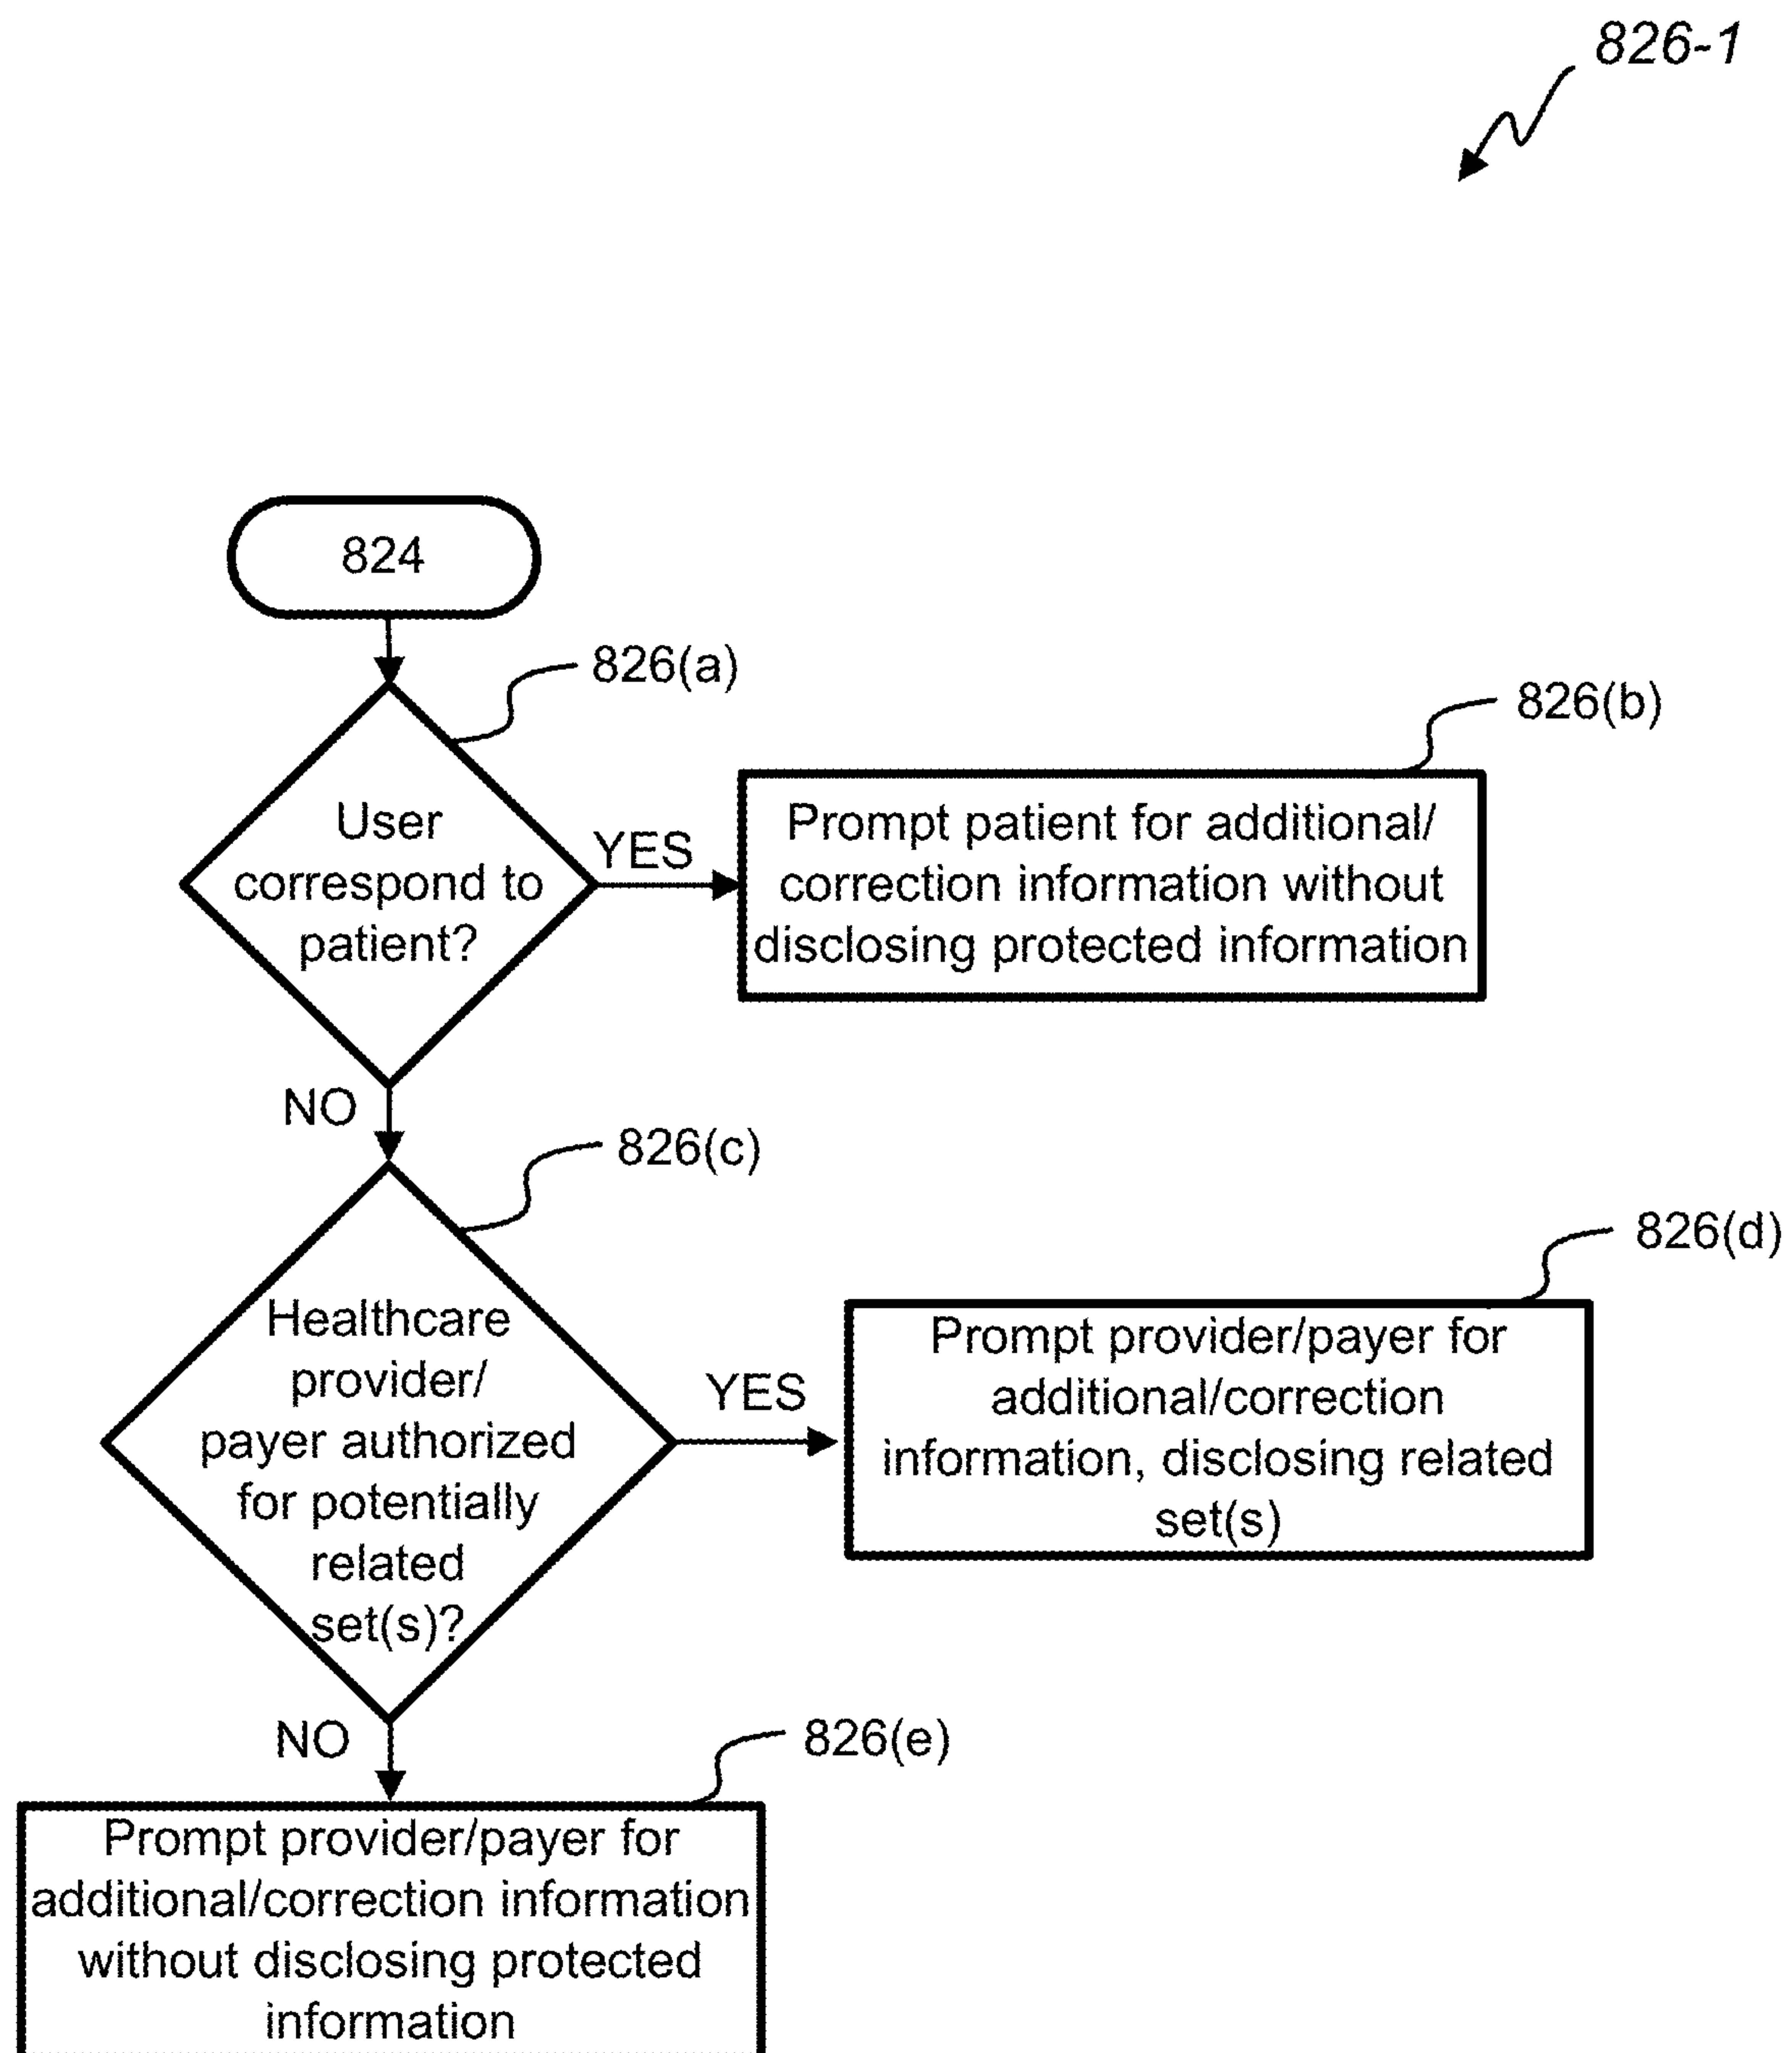 826-1
824
826(a)
User
correspond to
patient?
YES
826(b)
Prompt patient for additional/
correction information without
disclosing protected information
NO
826(c)
Healthcare
provider/
payer authorized
for potentially
related
set(s)?
YES
826(d)
Prompt provider/payer for
additional/correction
information, disclosing related
set(s)
NO
826(e)
Prompt provider/payer for
additional/correction information
without disclosing protected
information